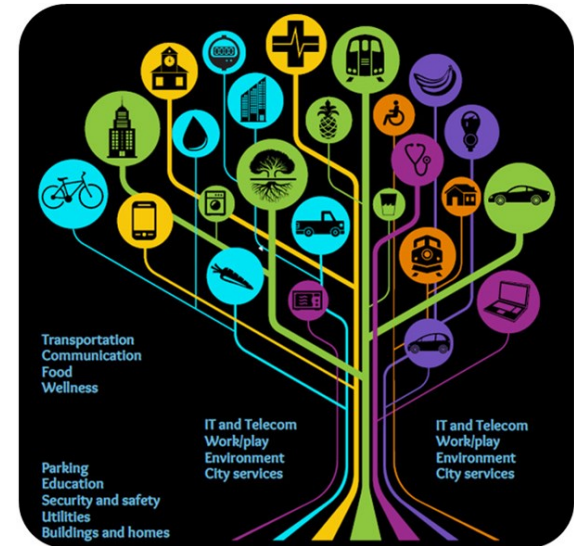 Transportation
Communication
Food
Wellness
Parking
Education
Security and safety
Utilities
Buildings and homes
IT and Telecom
Work/play
Environment
City services
IT and Telecom
Work/play
Environment
City services